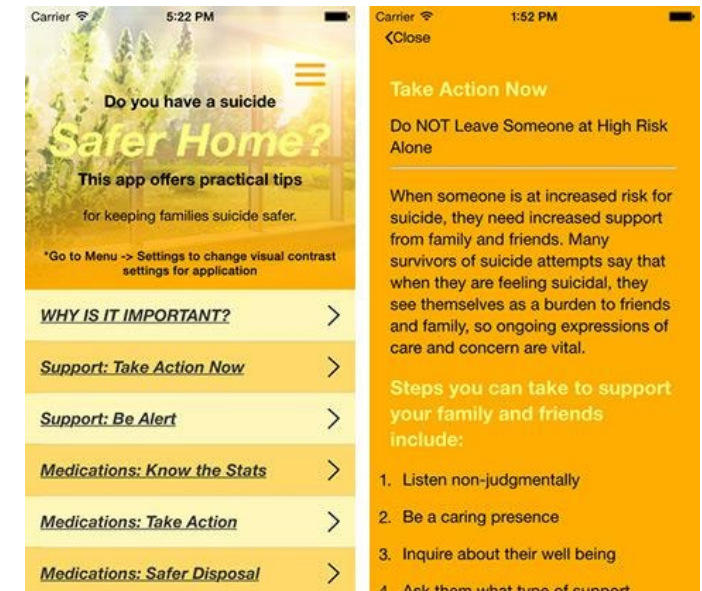 Carrier 5:22 PM
Do you have a suicide
Safer Home?
This app offers practical tips
for keeping families suicide safer.
*Go to Menu -> Settings to change visual contrast
settings for application
WHY IS IT IMPORTANT?
Support: Take Action Now
Support: Be Alert
Medications: Know the Stats
Medications: Take Action
Medications: Safer Disposal
Carrier 1:52 PM
Close
Take Action Now
Do NOT Leave Someone at High Risk
Alone
When someone is at increased risk for
suicide, they need increased support
from family and friends. Many
survivors of suicide attempts say that
when they are feeling suicidal, they
see themselves as a burden to friends
and family, so ongoing expressions of
care and concern are vital.
Steps you can take to support
your family and friends
include:
1. Listen non-judgmentally
2. Be a caring presence
3. Inquire about their well being
4. Ask them what type of support